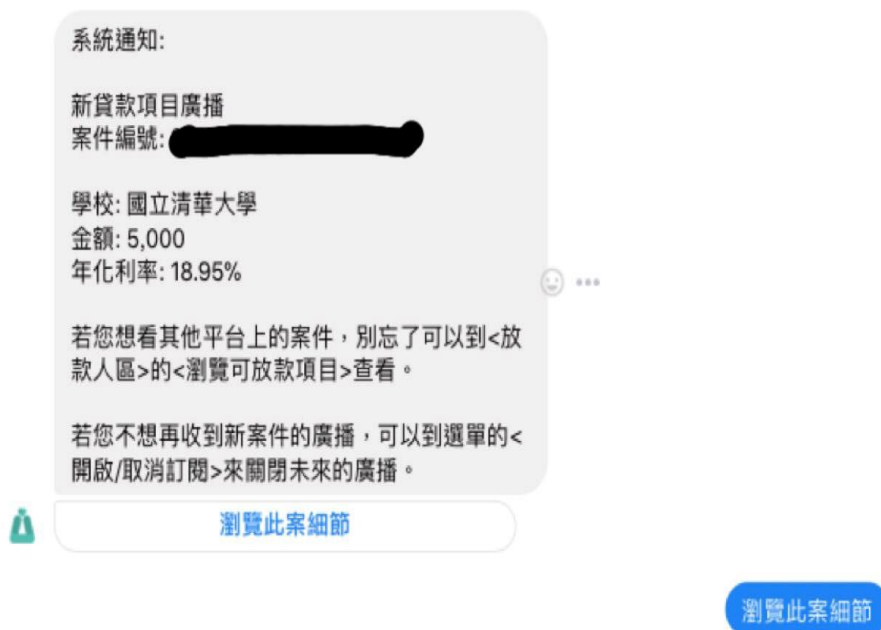 系統通知:
新貸款項目廣播
案件編號:
學校: 國立清華大學
金額: 5,000
年化利率: 18.95%
若您想看其他平台上的案件，別忘了可以到<放
款人區>的<瀏覽可放款項目>查看。
若您不想再收到新案件的廣播，可以到選單的<
開啟/取消訂閱>來關閉未來的廣播。
瀏覽此案細節
瀏覽此案細節